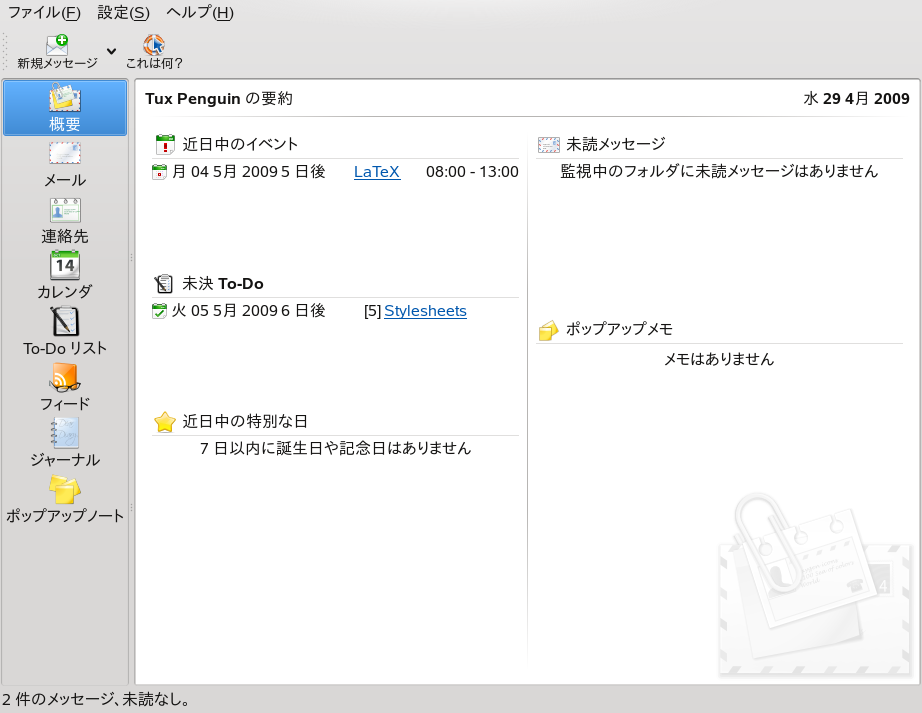 ファイル(F) 設定(S) ヘルプ(H)
新規メッセージ これは何?
概要
メール
連絡先
14
カレンダ
To-Do リスト
フィード
ジャーナル
ポップアップノート
Tux Penguin の要約 水 29 4月 2009
近日中のイベント
月 04 5月 2009 5 日後 LaTeX 08:00 - 13:00
未決 To-Do
火 05 5月 2009 6 日後 [5] Stylesheets
近日中の特別な日
7 日以内に誕生日や記念日はありません
未読メッセージ
監視中のフォルダに未読メッセージはありません
ポップアップメモ
メモはありません
2 件のメッセージ、未読なし。